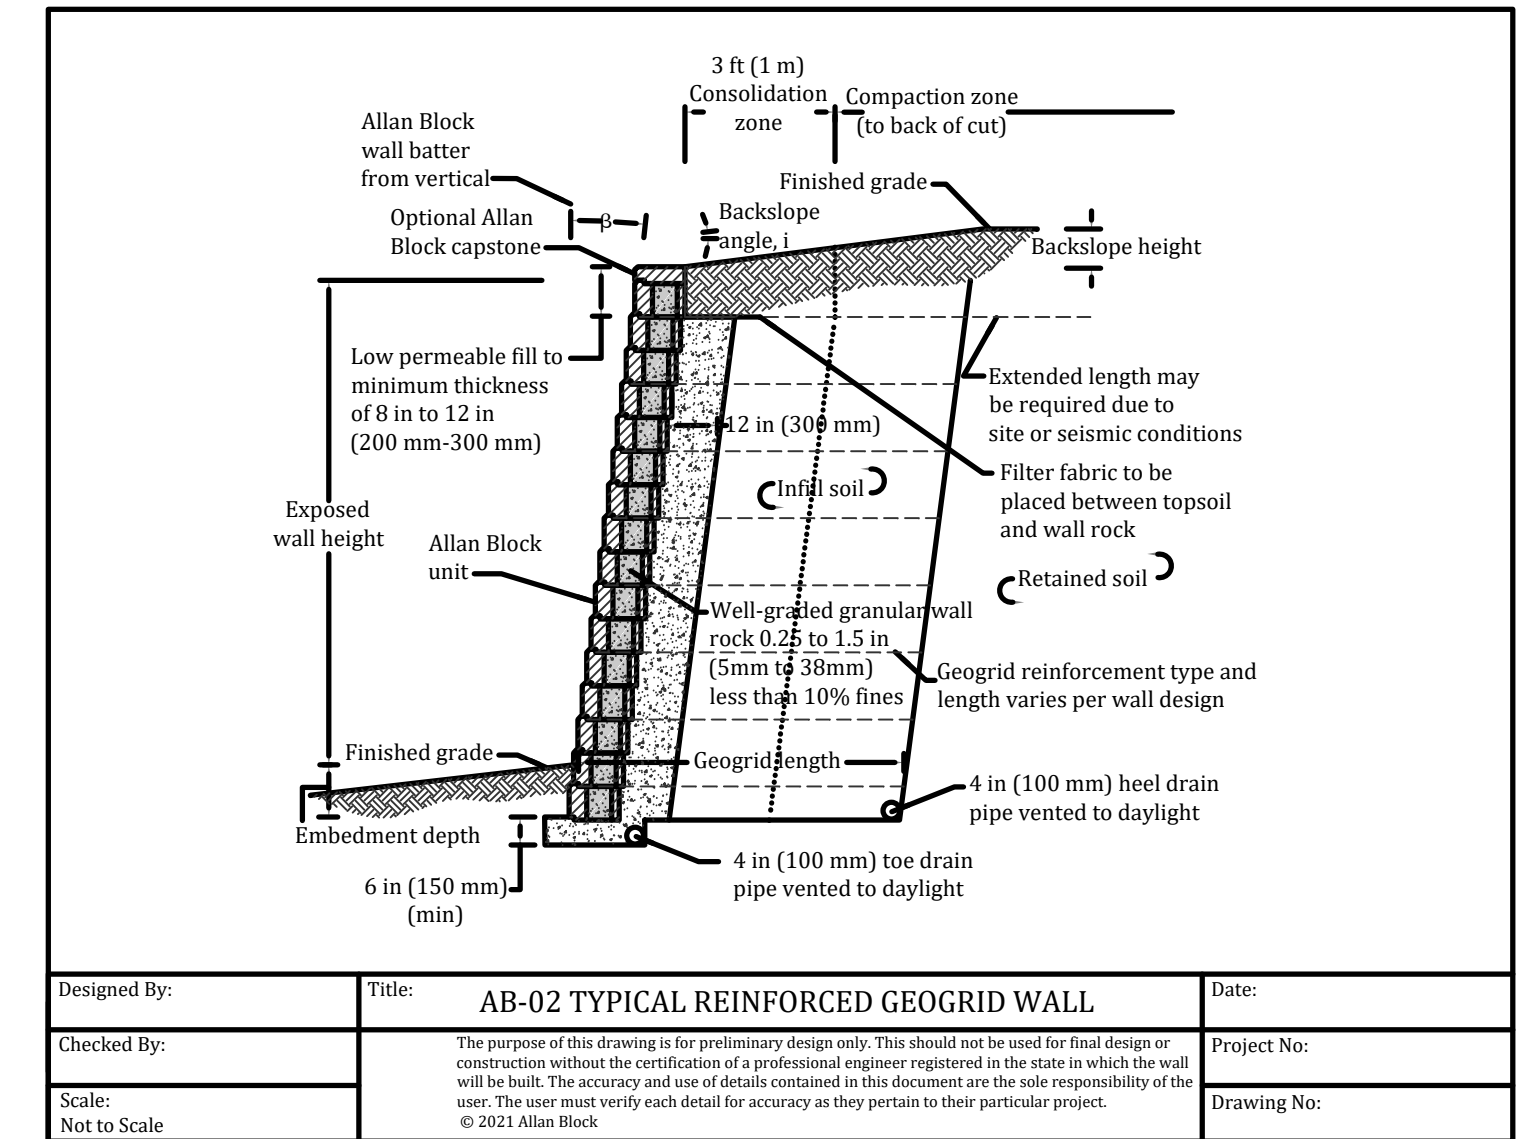 3 ft (1 m)
Consolidation
zone
Compaction zone
(to back of cut)
Allan Block
wall batter
from vertical
Finished grade
β
Backslope
angle, i
Optional Allan
Block capstone
Backslope height
Low permeable fill to
minimum thickness
of 8 in to 12 in
(200 mm-300 mm)
Extended length may
be required due to
site or seismic conditions
12 in (300 mm)
Filter fabric to be
placed between topsoil
and wall rock
Infill soil
Exposed
wall height
Allan Block
unit
Retained soil
Well-graded granular wall
rock 0.25 to 1.5 in
(5mm to 38mm)
less than 10% fines
Geogrid reinforcement type and
length varies per wall design
Finished grade
Geogrid length
4 in (100 mm) heel drain
pipe vented to daylight
Embedment depth
4 in (100 mm) toe drain
pipe vented to daylight
6 in (150 mm)
(min)
Designed By:
Title:
AB-02 TYPICAL REINFORCED GEOGRID WALL
Date:
Checked By:
The purpose of this drawing is for preliminary design only. This should not be used for final design or
construction without the certification of a professional engineer registered in the state in which the wall
will be built. The accuracy and use of details contained in this document are the sole responsibility of the
user. The user must verify each detail for accuracy as they pertain to their particular project.
© 2021 Allan Block
Project No:
Scale:
Not to Scale
Drawing No: